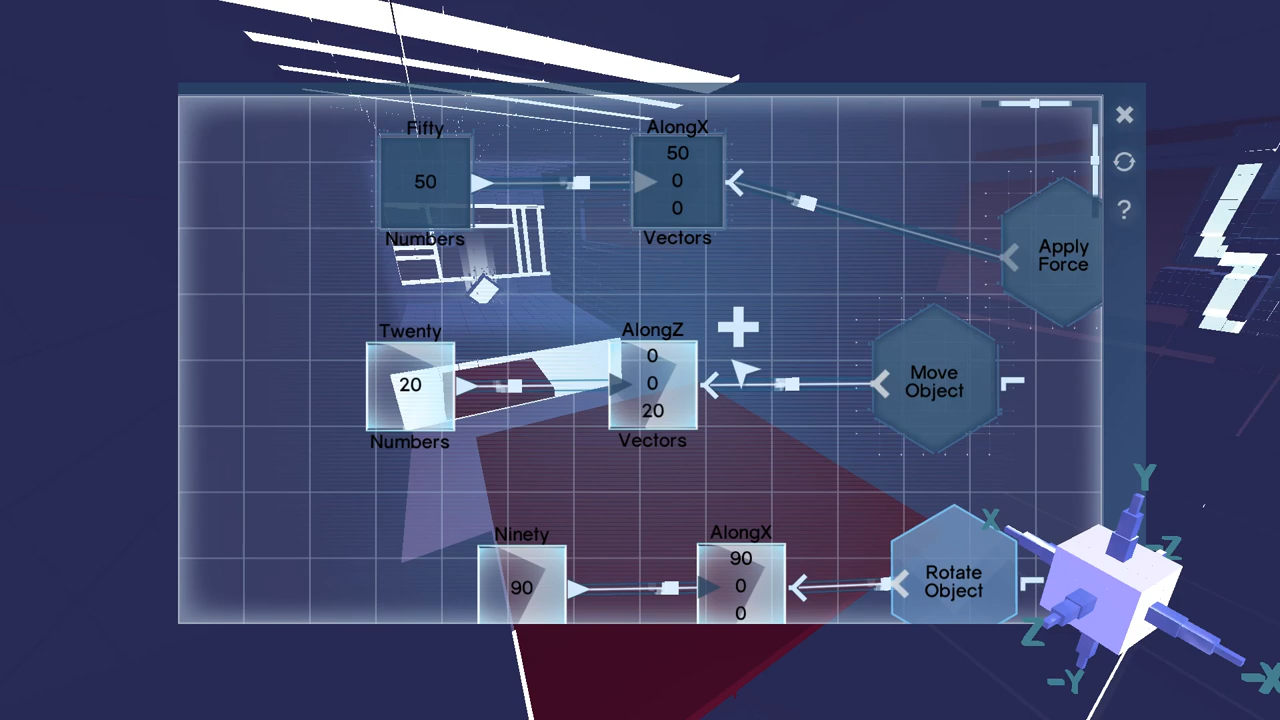 Fifty
50
Numbers
AlongX
50
0
0
Vectors
Apply
Force
?
Twenty
20
Numbers
AlongZ
0
0
20
Vectors
Move
Object
Ninety
90
AlongX
90
0
0
Rotate
Object
Y
X
-Z
Z
-Y
-X